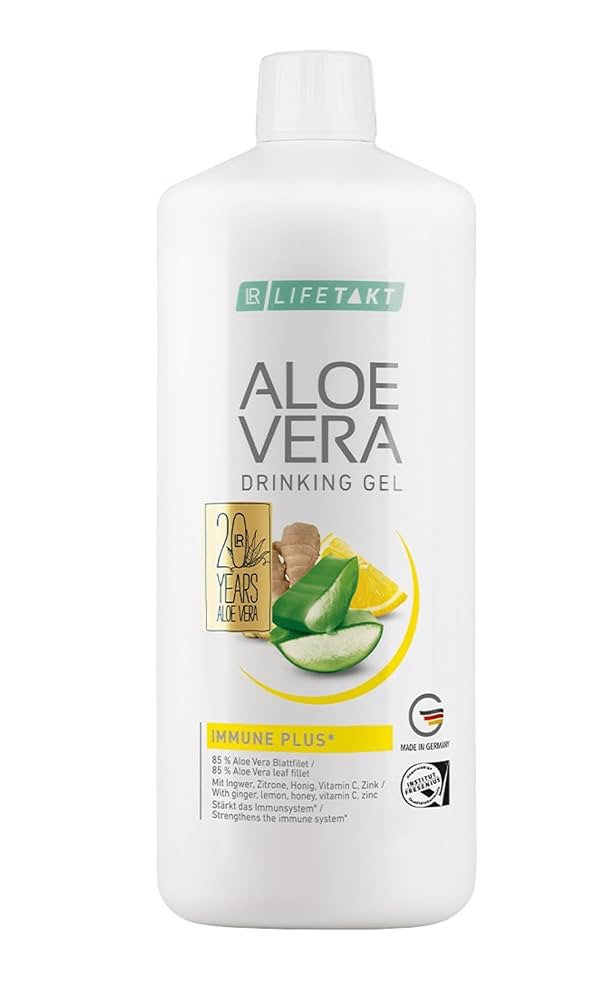 LR LIFETAKT
ALOE
VERA
DRINKING GEL
20
LR
YEARS
ALOE VERA
IMMUNE PLUS*
85 % Aloe Vera Blattfilet /
85 % Aloe Vera leaf fillet
Mit Ingwer, Zitrone, Honig, Vitamin C, Zink /
With ginger, lemon, honey, vitamin C, zinc
Stärkt das Immunsystem* /
Strengthens the immune system*
G
MADE IN GERMANY
INSTITUT
FRESENIUS